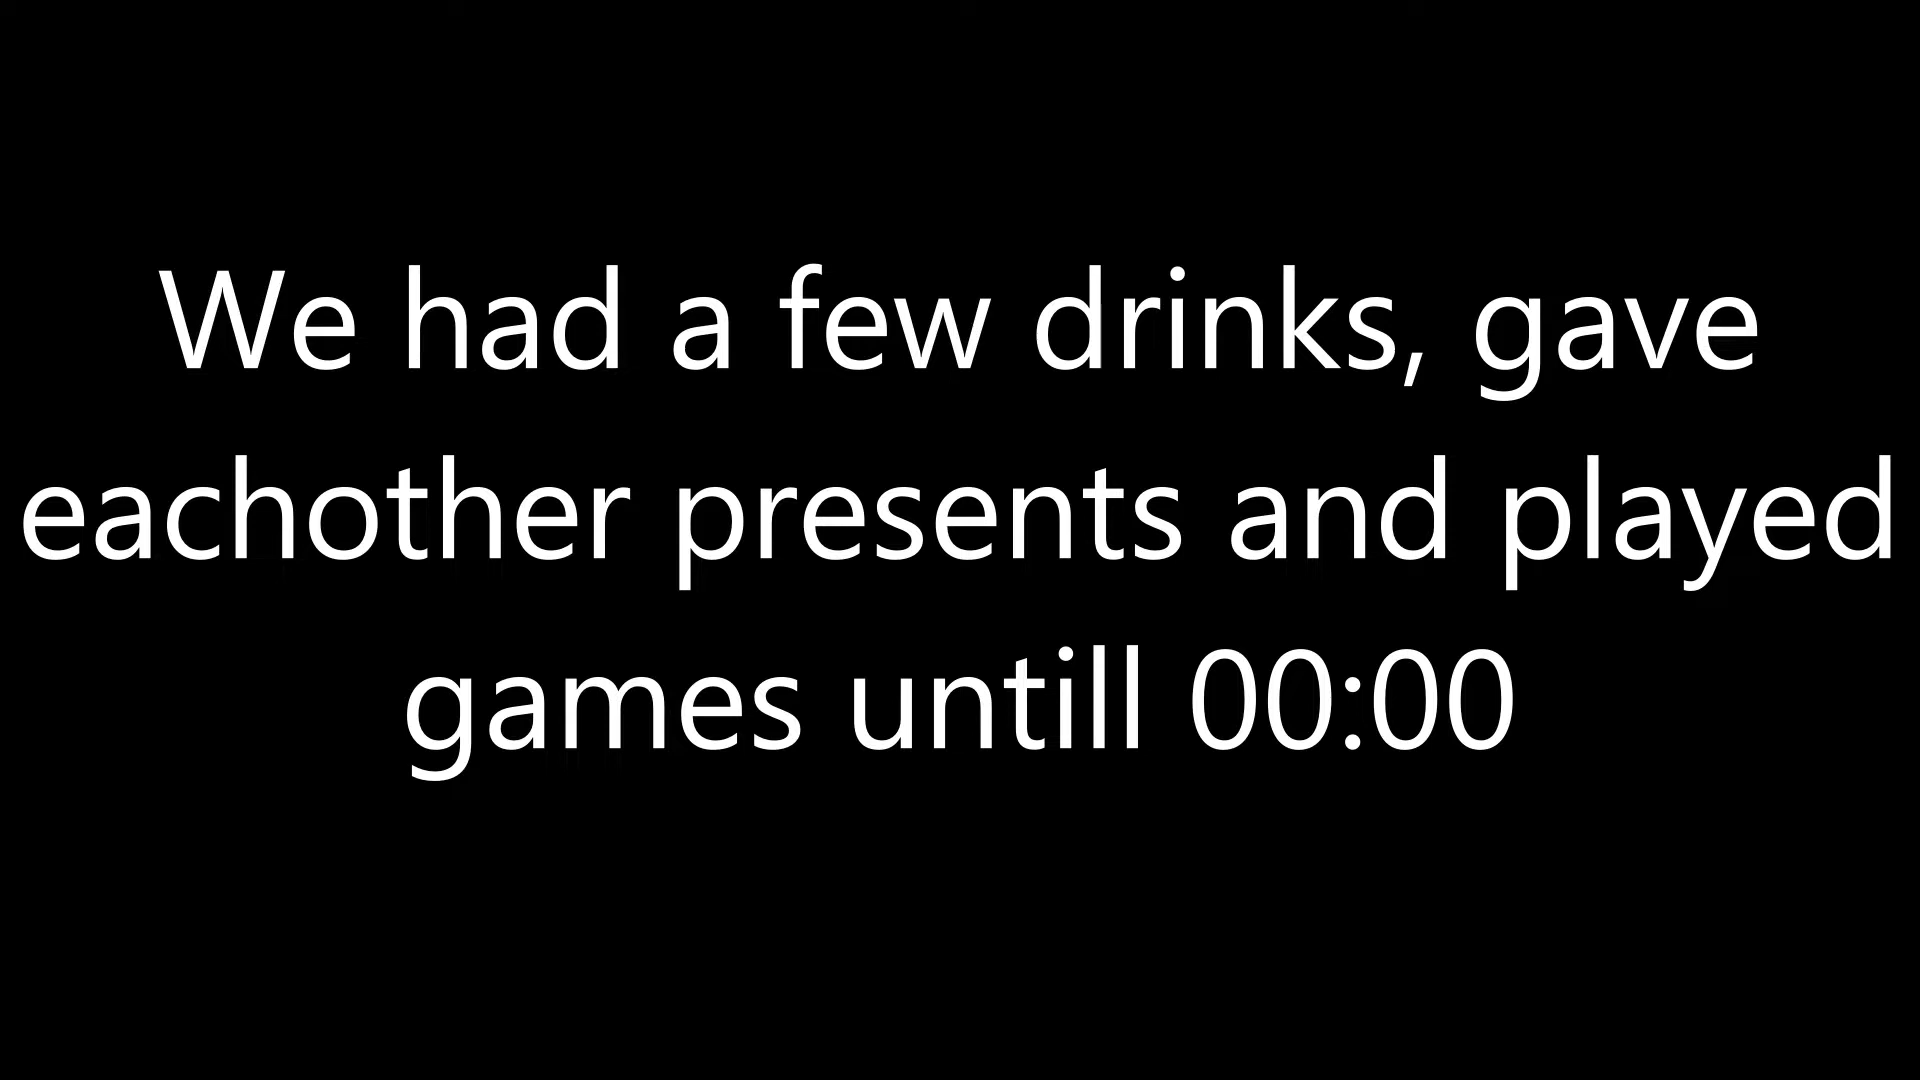 We had a few drinks, gave
eachother presents and played
games untill 00:00